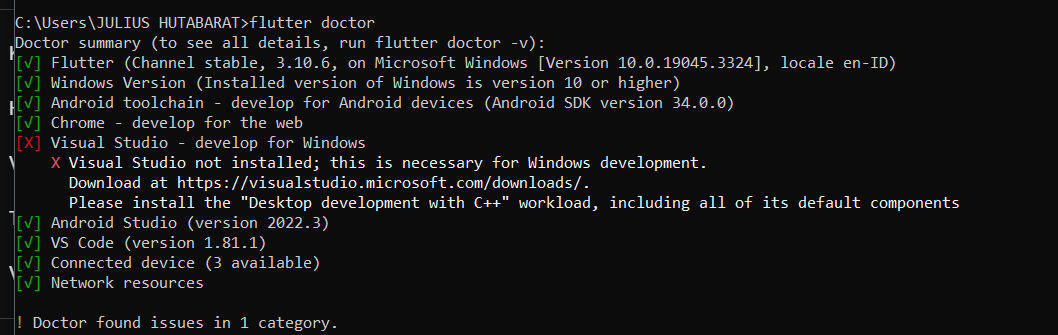 C:\Users\JULIUS HUTABARAT>flutter doctor
Doctor summary (to see all details, run flutter doctor -v):
[√] Flutter (Channel stable, 3.10.6, on Microsoft Windows [Version 10.0.19045.3324], locale en-ID)
[√] Windows Version (Installed version of Windows is version 10 or higher)
[√] Android toolchain - develop for Android devices (Android SDK version 34.0.0)
[√] Chrome - develop for the web
[X] Visual Studio - develop for Windows
X Visual Studio not installed; this is necessary for Windows development.
Download at https://visualstudio.microsoft.com/downloads/.
Please install the "Desktop development with C++" workload, including all of its default components
[√] Android Studio (version 2022.3)
[√] VS Code (version 1.81.1)
[√] Connected device (3 available)
[√] Network resources
! Doctor found issues in 1 category.